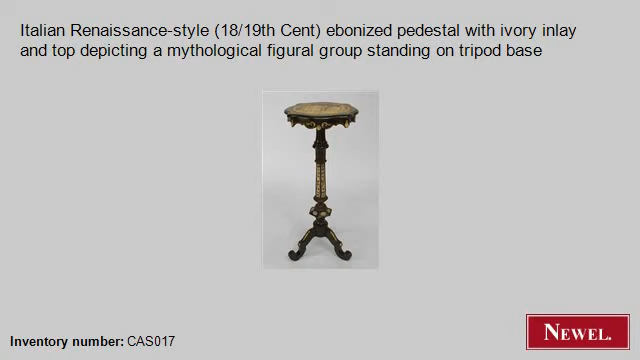 Italian Renaissance-style (18/19th Cent) ebonized pedestal with ivory inlay
and top depicting a mythological figural group standing on tripod base
Inventory number: CAS017
NEWEL.